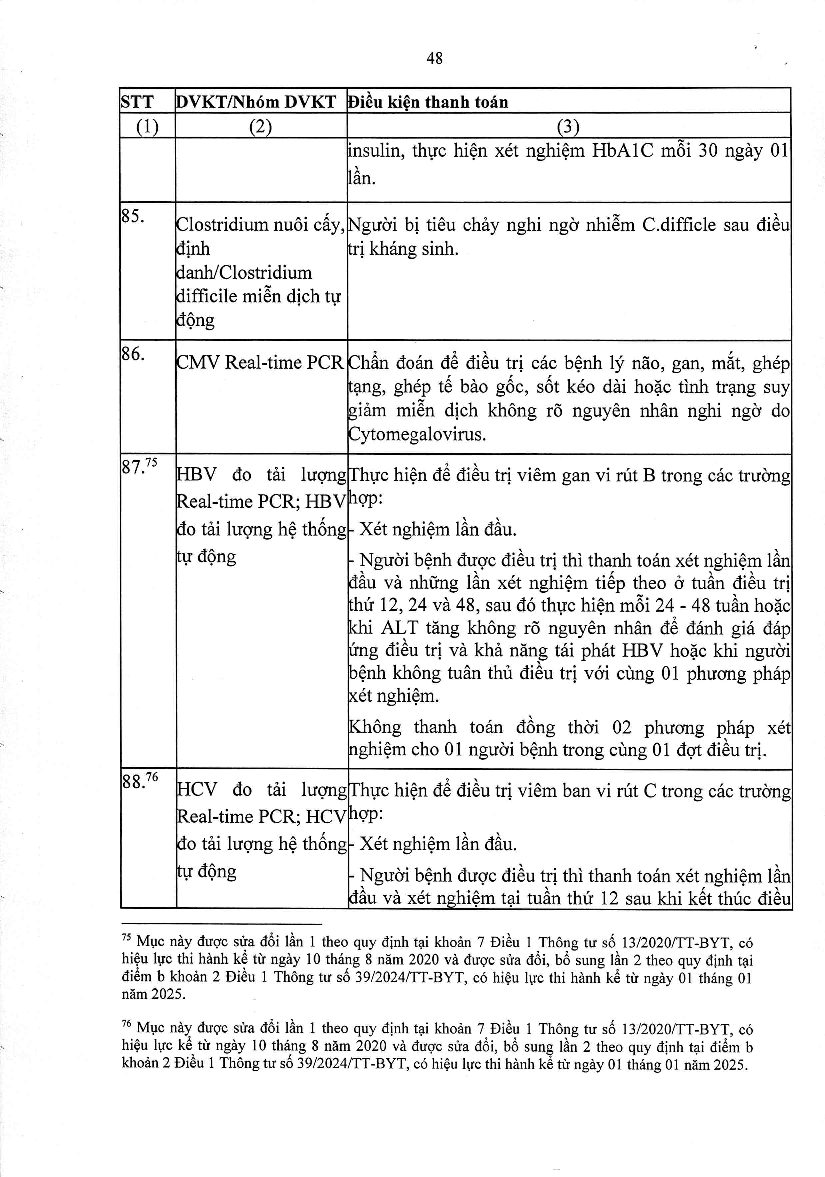 48
STT DVKT/Nhóm DVKT Điều kiện thanh toán
(1) (2) (3)
insulin, thực hiện xét nghiệm HbA1C mỗi 30 ngày 01
lần.
85.
Clostridium nuôi cấy,
định
danh/Clostridium
difficile miễn dịch tự
động
Người bị tiêu chảy nghi ngờ nhiễm C.difficle sau điều
trị kháng sinh.
86.
CMV Real-time PCR
Chẩn đoán để điều trị các bệnh lý não, gan, mắt, ghép
tạng, ghép tế bào gốc, sốt kéo dài hoặc tình trạng suy
giảm miễn dịch không rõ nguyên nhân nghi ngờ do
Cytomegalovirus.
87.75
HBV đo tải lượng
Real-time PCR; HBV
đo tải lượng hệ thống
tự động
Thực hiện để điều trị viêm gan vi rút B trong các trường
hợp:
- Xét nghiệm lần đầu.
- Người bệnh được điều trị thì thanh toán xét nghiệm lần
đầu và những lần xét nghiệm tiếp theo ở tuần điều trị
thứ 12, 24 và 48, sau đó thực hiện mỗi 24 - 48 tuần hoặc
khi ALT tăng không rõ nguyên nhân để đánh giá đáp
ứng điều trị và khả năng tái phát HBV hoặc khi người
bệnh không tuân thủ điều trị với cùng 01 phương pháp
xét nghiệm.
Không thanh toán đồng thời 02 phương pháp xét
nghiệm cho 01 người bệnh trong cùng 01 đợt điều trị.
88.76
HCV đo tải lượng
Real-time PCR; HCV
đo tải lượng hệ thống
tự động
Thực hiện để điều trị viêm ban vi rút C trong các trường
hợp:
- Xét nghiệm lần đầu.
- Người bệnh được điều trị thì thanh toán xét nghiệm lần
đầu và xét nghiệm tại tuần thứ 12 sau khi kết thúc điều
75 Mục này được sửa đổi lần 1 theo quy định tại khoản 7 Điều 1 Thông tư số 13/2020/TT-BYT, có
hiệu lực thi hành kể từ ngày 10 tháng 8 năm 2020 và được sửa đổi, bổ sung lần 2 theo quy định tại
điểm b khoản 2 Điều 1 Thông tư số 39/2024/TT-BYT, có hiệu lực thi hành kể từ ngày 01 tháng 01
năm 2025.
76 Mục này được sửa đổi lần 1 theo quy định tại khoản 7 Điều 1 Thông tư số 13/2020/TT-BYT, có
hiệu lực kể từ ngày 10 tháng 8 năm 2020 và được sửa đổi, bổ sung lần 2 theo quy định tại điểm b
khoản 2 Điều 1 Thông tư số 39/2024/TT-BYT, có hiệu lực thi hành kể từ ngày 01 tháng 01 năm 2025.